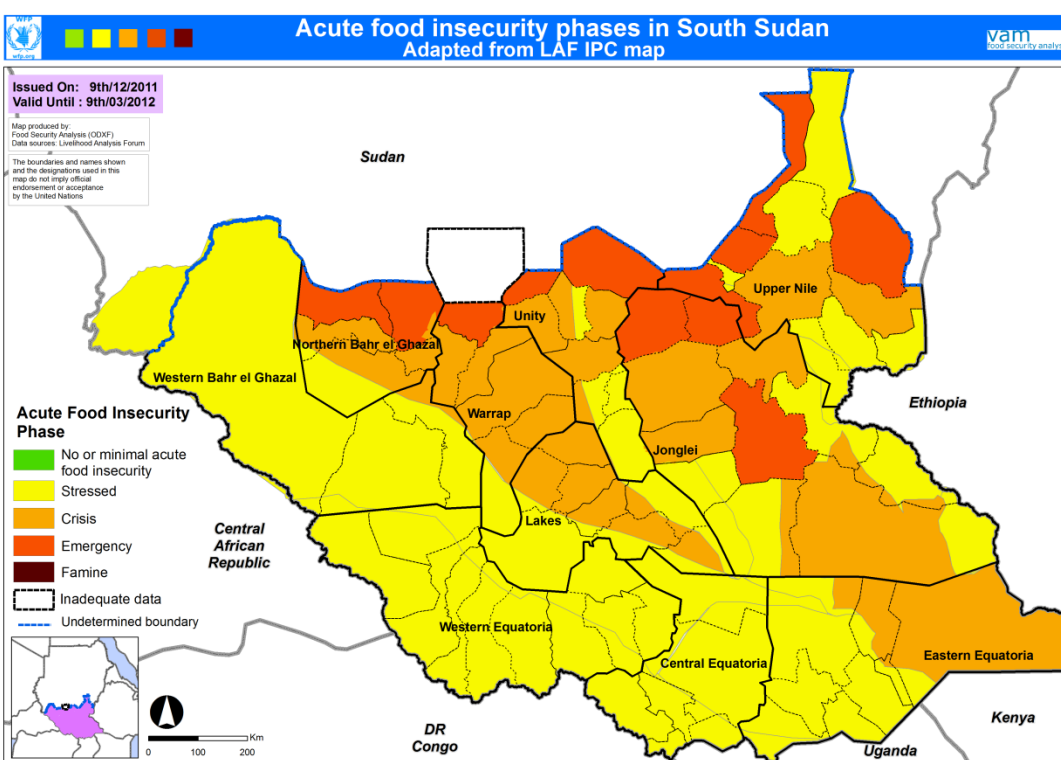 WFP
wfp.org
Acute food insecurity phases in South Sudan
Adapted from LAF IPC map
vam
food security analys
Issued On: 9th/12/2011
Valid Until : 9th/03/2012
Map produced by:
Food Security Analysis (ODXF)
Data sources: Livelihood Analysis Forum
The boundaries and names shown
and the designations used in this
map do not imply official
endorsement or acceptance
by the United Nations
Sudan
Upper Nile
Unity
Northern Bahr el Ghazal
Western Bahr el Ghazal
Warrap
Ethiopia
Jonglei
Lakes
Central
African
Republic
Western Equatoria
Central Equatoria
Eastern Equatoria
DR
Congo
Kenya
Uganda
Acute Food Insecurity
Phase
No or minimal acute
food insecurity
Stressed
Crisis
Emergency
Famine
Inadequate data
Undetermined boundary
0 100 200 Km